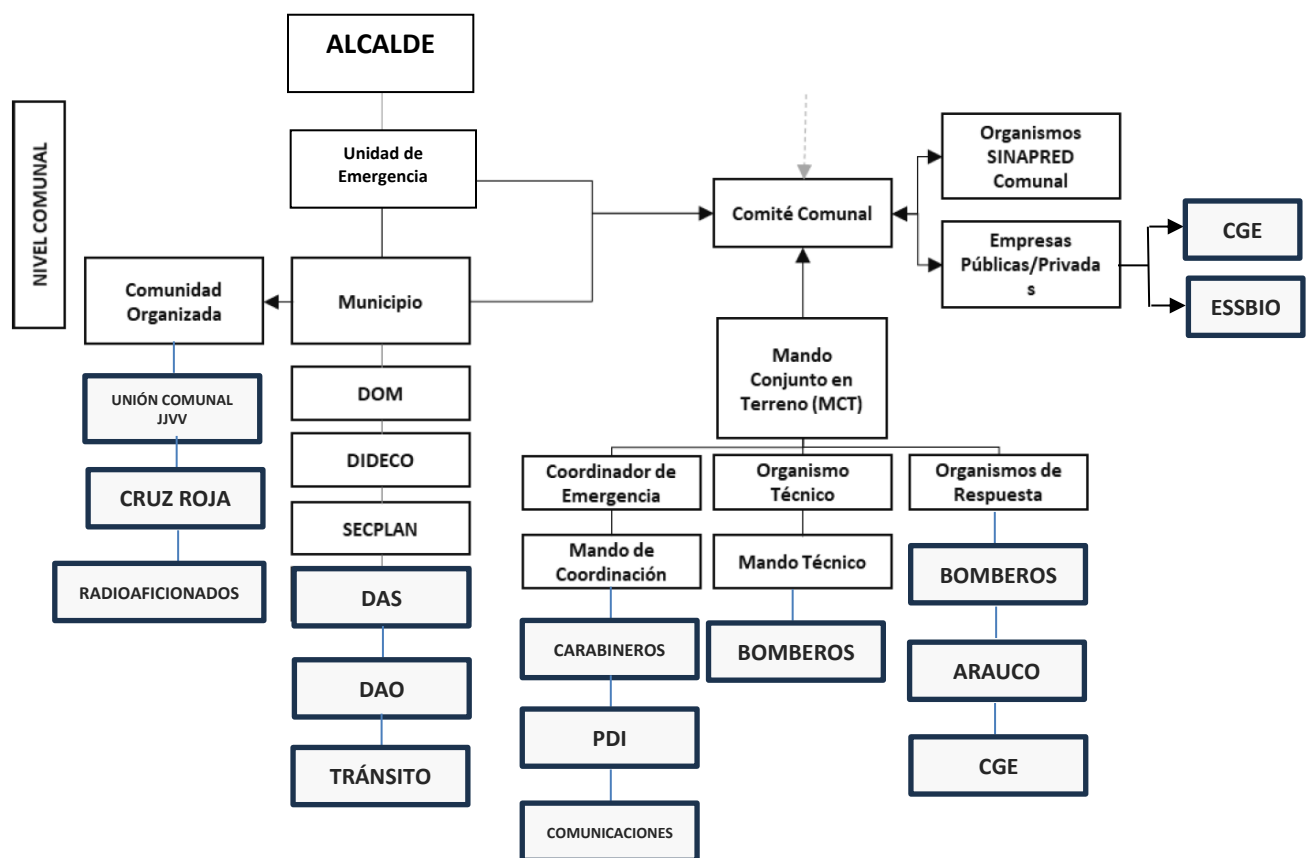 ALCALDE
NIVEL COMUNAL
Unidad de
Emergencia
Organismos
SINAPRED
Comunal
Comité Comunal
Empresas
Públicas/Privada
s
CGE
ESSBIO
Comunidad
Organizada
Municipio
UNIÓN COMUNAL
JJVV
CRUZ ROJA
RADIOAFICIONADOS
DOM
DIDECO
SECPLAN
DAS
DAO
TRÁNSITO
Mando
Conjunto en
Terreno (MCT)
Coordinador de
Emergencia
Mando de
Coordinación
CARABINEROS
PDI
COMUNICACIONES
Organismo
Técnico
Mando Técnico
BOMBEROS
Organismos de
Respuesta
BOMBEROS
ARAUCO
CGE